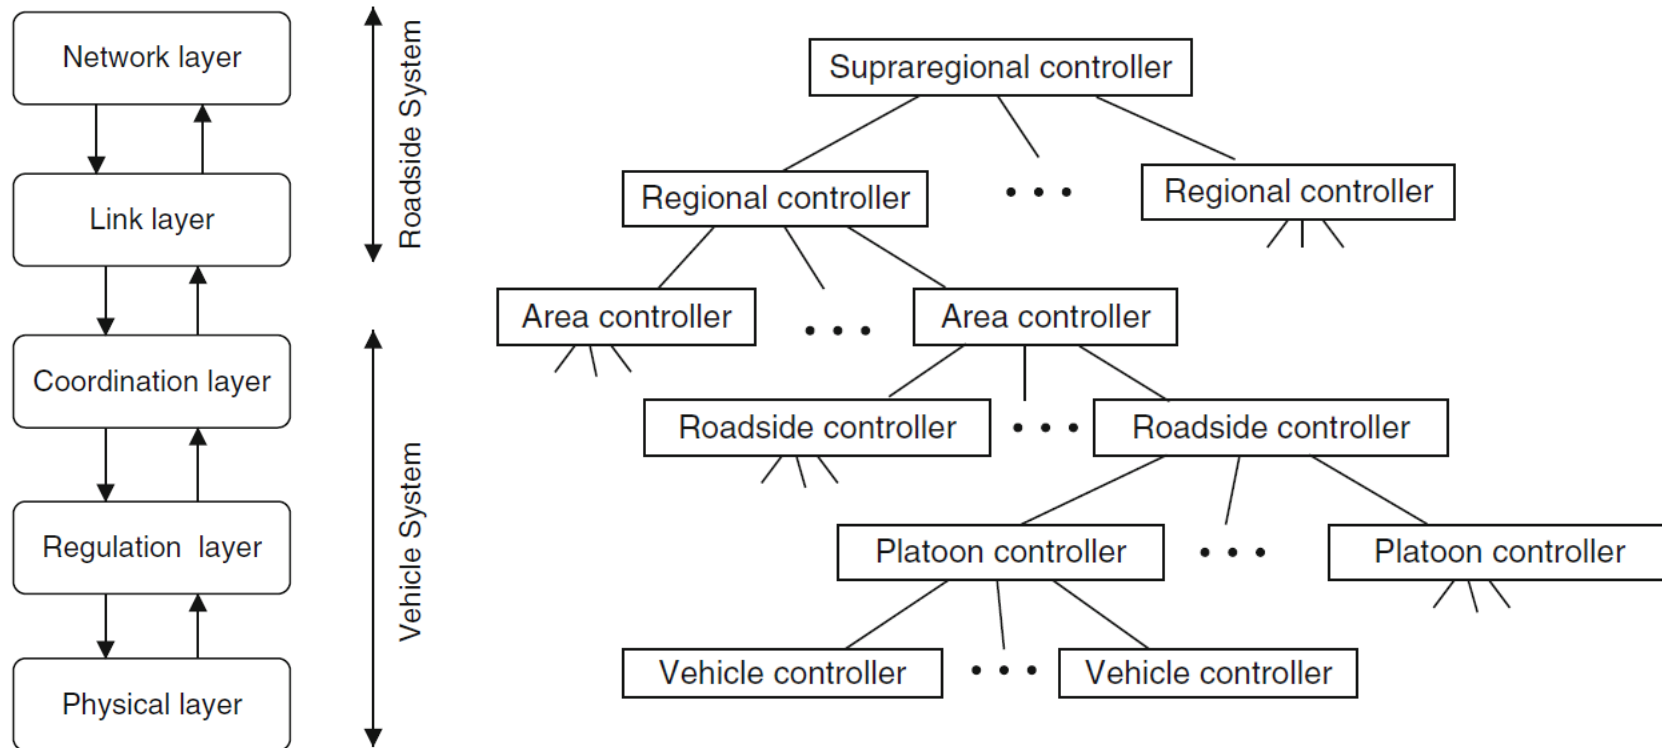 Network layer
Link layer
Coordination layer
Regulation layer
Physical layer
Roadside System
Vehicle System
Supraregional controller
Regional controller
• • •
Regional controller
Area controller
• • •
Area controller
Roadside controller
• • •
Roadside controller
Platoon controller
• • •
Platoon controller
Vehicle controller
• • •
Vehicle controller